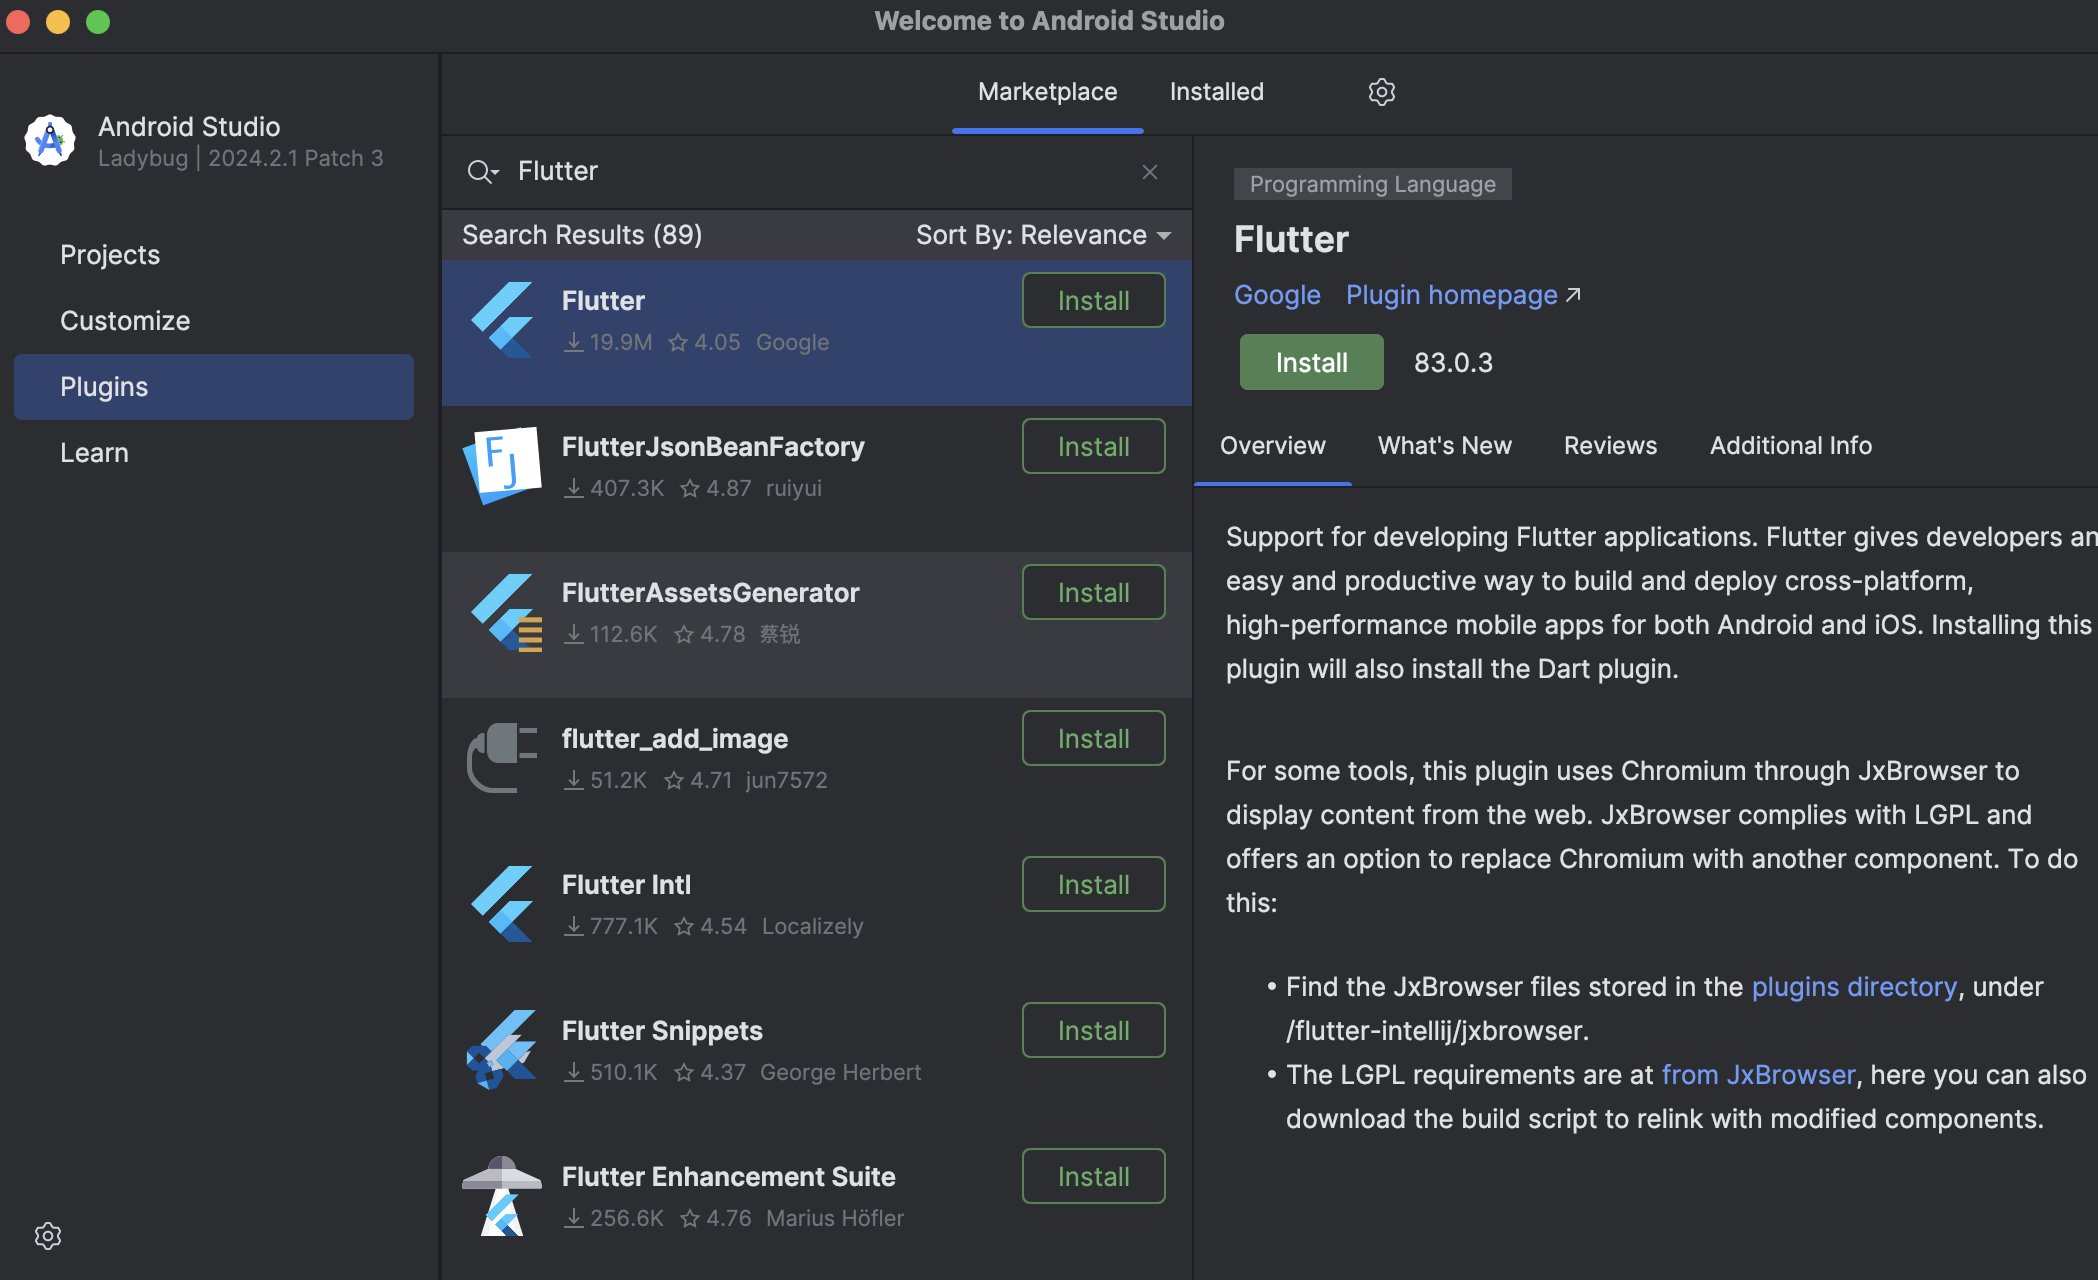 Welcome to Android Studio
Android Studio
Ladybug | 2024.2.1 Patch 3
Projects
Customize
Plugins
Learn
Marketplace
Installed
Flutter
Search Results (89)
Sort By: Relevance
Flutter
19.9M 4.05 Google
Install
FlutterJsonBeanFactory
407.3K 4.87 ruiyui
Install
FlutterAssetsGenerator
112.6K 4.78 蔡锐
Install
flutter_add_image
51.2K 4.71 jun7572
Install
Flutter Intl
777.1K 4.54 Localizely
Install
Flutter Snippets
510.1K 4.37 George Herbert
Install
Flutter Enhancement Suite
256.6K 4.76 Marius Höfler
Install
Programming Language
Flutter
Google Plugin homepage ↗
Install 83.0.3
Overview What's New Reviews Additional Info
Support for developing Flutter applications. Flutter gives developers an
easy and productive way to build and deploy cross-platform,
high-performance mobile apps for both Android and iOS. Installing this
plugin will also install the Dart plugin.
For some tools, this plugin uses Chromium through JxBrowser to
display content from the web. JxBrowser complies with LGPL and
offers an option to replace Chromium with another component. To do
this:
• Find the JxBrowser files stored in the plugins directory, under
/flutter-intellij/jxbrowser.
• The LGPL requirements are at from JxBrowser, here you can also
download the build script to relink with modified components.